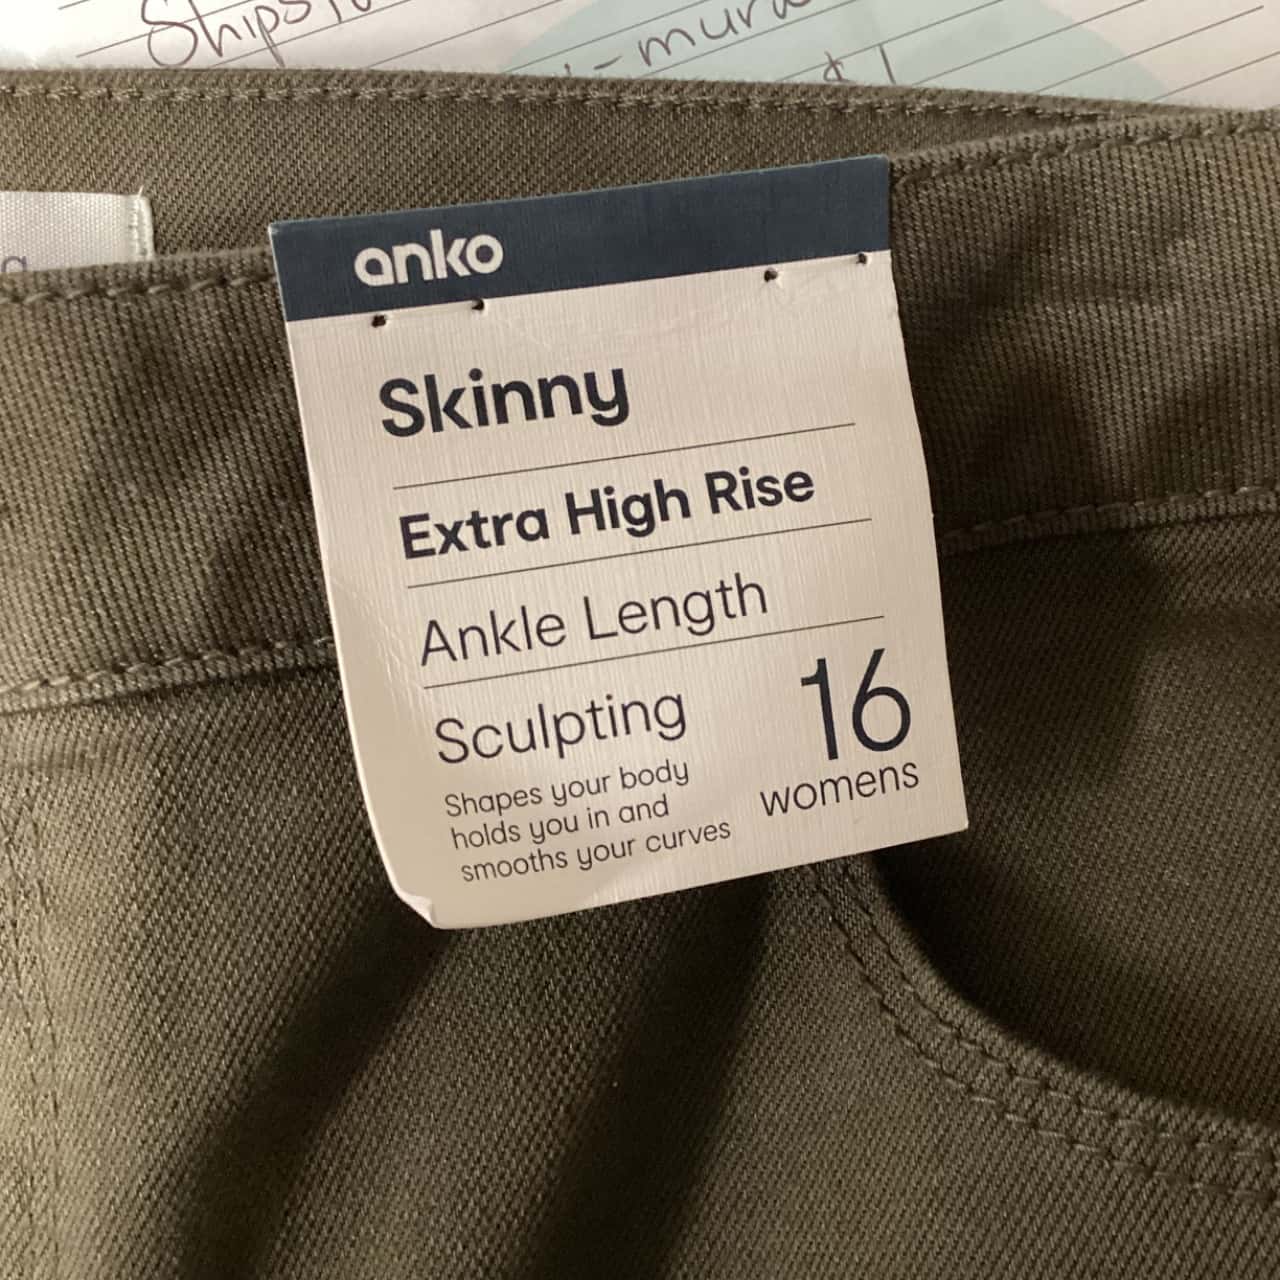 anko
Skinny
Extra High Rise
Ankle Length
Sculpting
Shapes your body
holds you in and
smooths your curves
16
womens